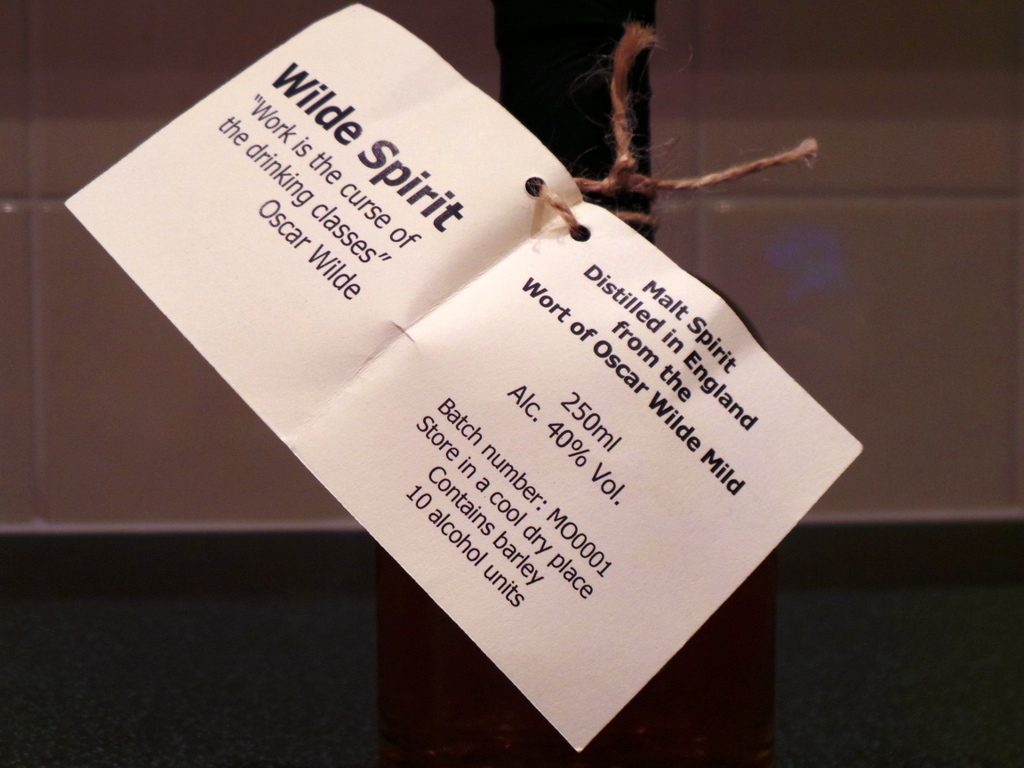 Wilde Spirit
"Work is the curse of
the drinking classes"
Oscar Wilde
Malt Spirit
Distilled in England
from the
Wort of Oscar Wilde Mild
250ml
Alc. 40% Vol.
Batch number: MO0001
Store in a cool dry place
Contains barley
10 alcohol units